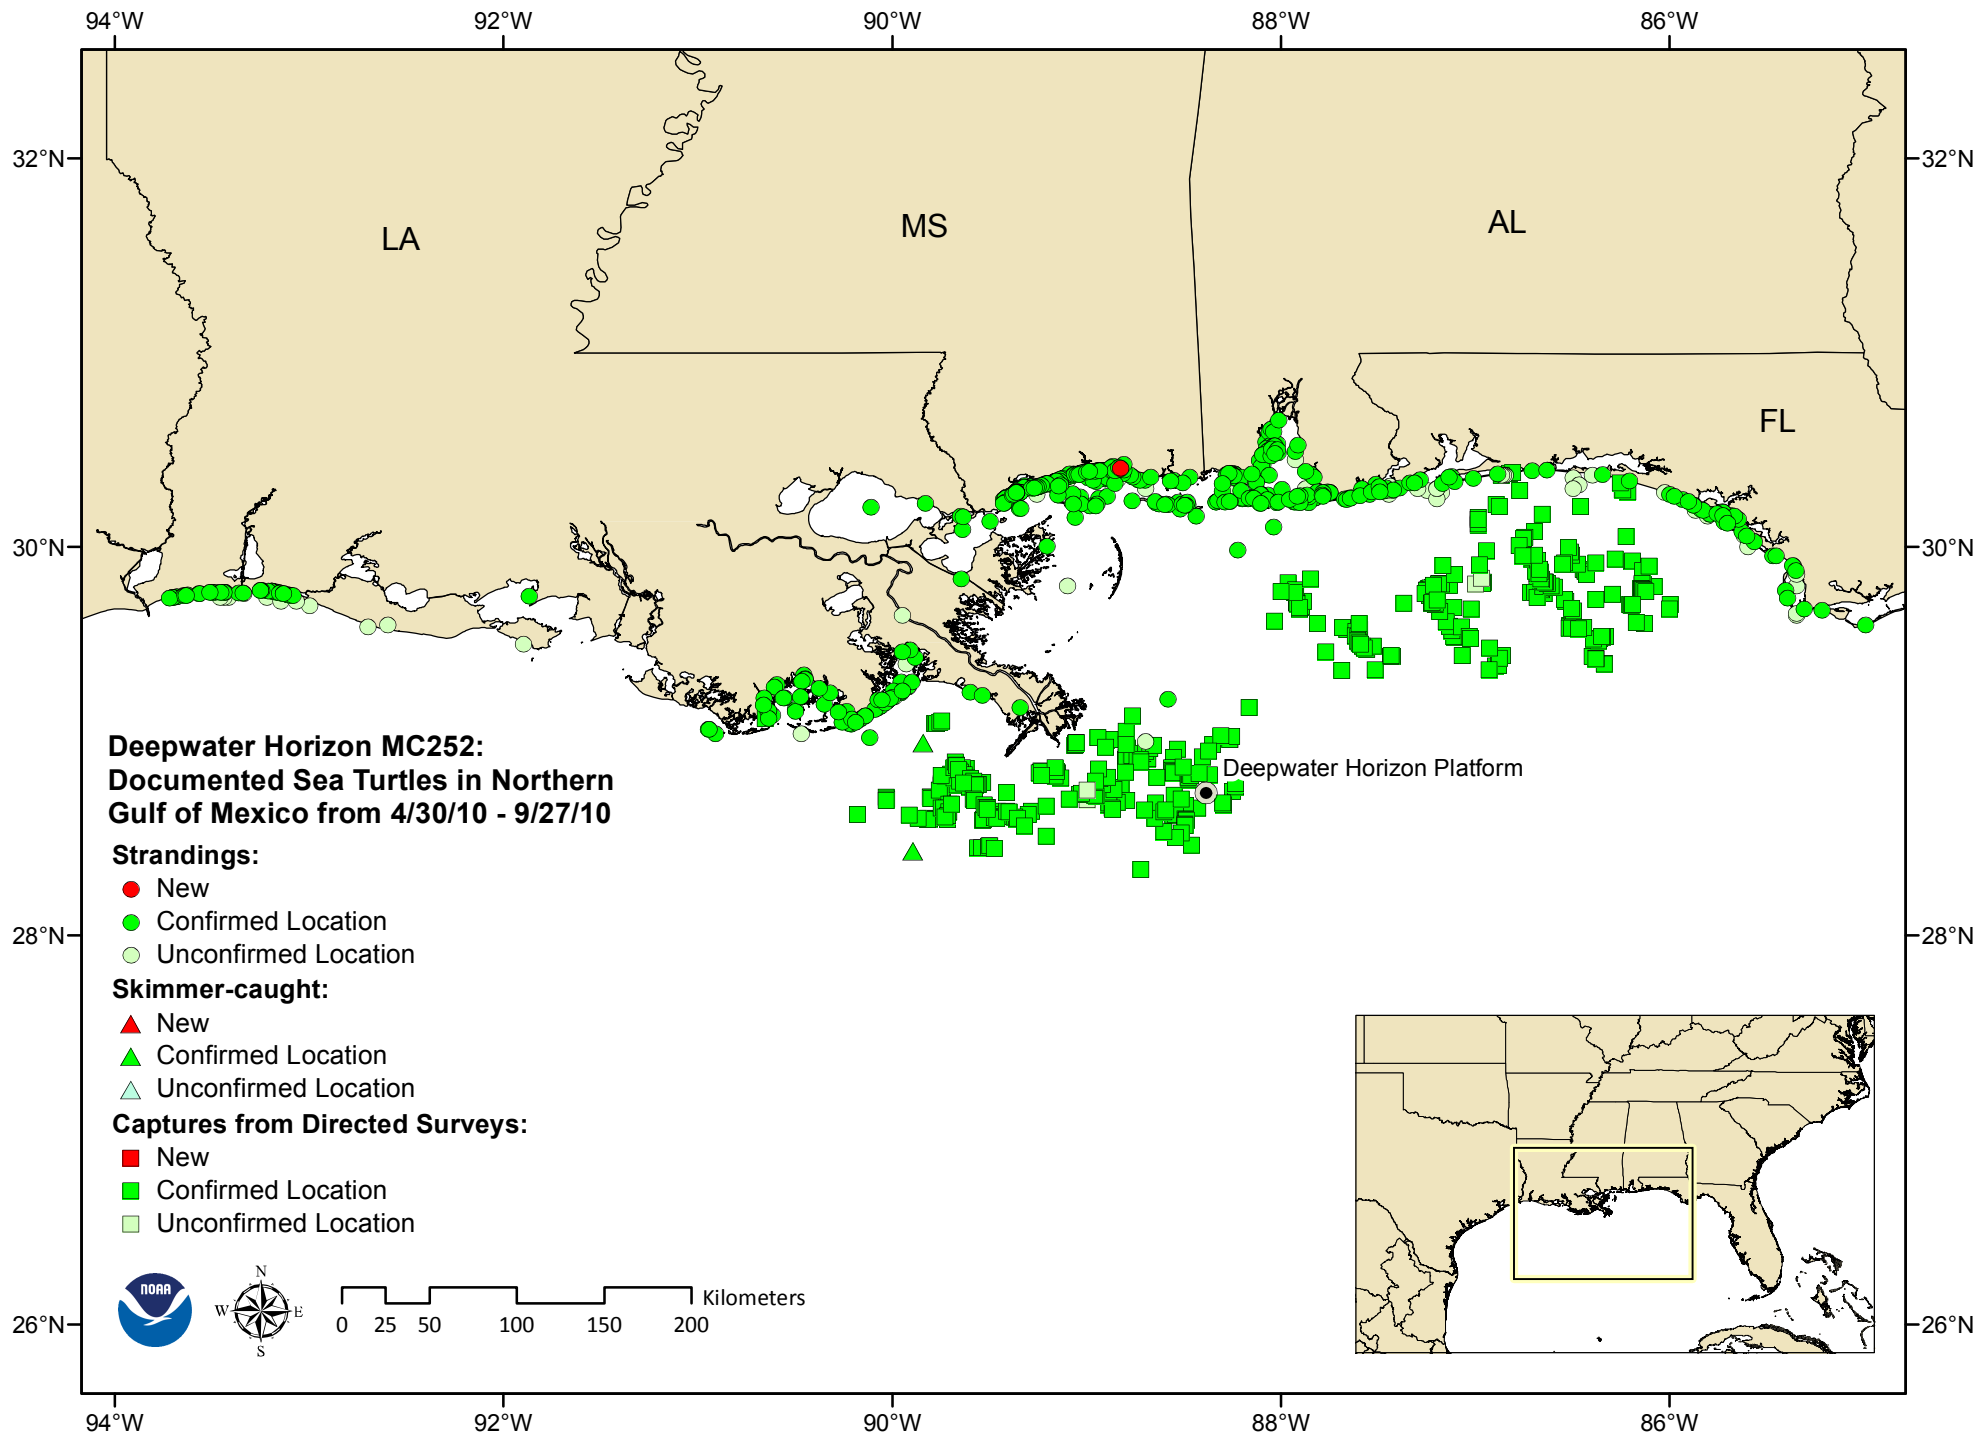 94°W 92°W 90°W 88°W 86°W
32°N 32°N
LA MS AL
FL
30°N 30°N
Deepwater Horizon Platform
Deepwater Horizon MC252:
Documented Sea Turtles in Northern
Gulf of Mexico from 4/30/10 - 9/27/10
Strandings:
New
Confirmed Location
Unconfirmed Location
28°N 28°N
Skimmer-caught:
New
Confirmed Location
Unconfirmed Location
Captures from Directed Surveys:
New
Confirmed Location
Unconfirmed Location
NOAA
N
W E
S
Kilometers
0 25 50 100 150 200
26°N 26°N
94°W 92°W 90°W 88°W 86°W